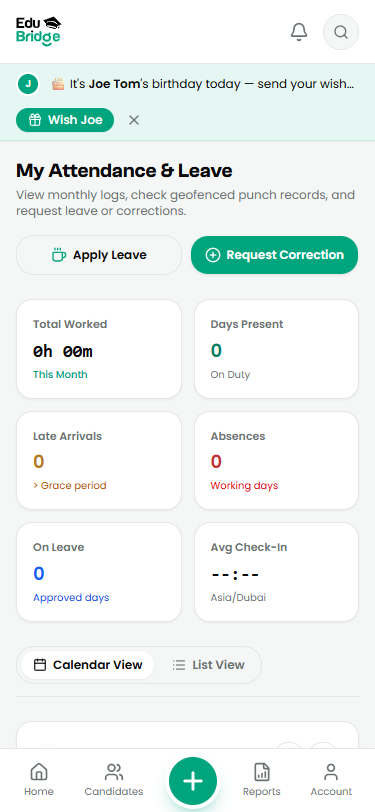 Edu
Bridge
J
🎂 It's Joe Tom's birthday today — send your wish...
Wish Joe
My Attendance & Leave
View monthly logs, check geofenced punch records, and
request leave or corrections.
Apply Leave
Request Correction
Total Worked
0h 00m
This Month
Days Present
0
On Duty
Late Arrivals
0
> Grace period
Absences
0
Working days
On Leave
0
Approved days
Avg Check-In
--:--
Asia/Dubai
Calendar View
List View
Home
Candidates
Reports
Account